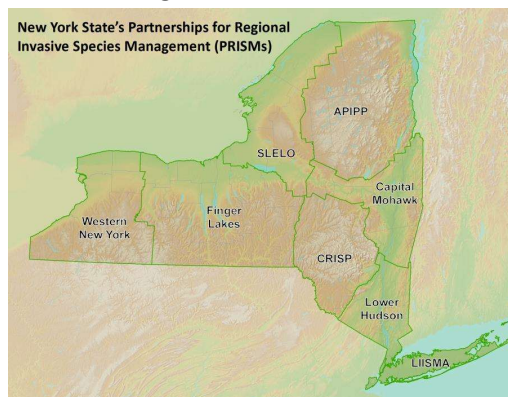 New York State's Partnerships for Regional
Invasive Species Management (PRISMs)
APIPP
SLELO
Capital
Mohawk
Western
New York
Finger
Lakes
CRISP
Lower
Hudson
LIISMA